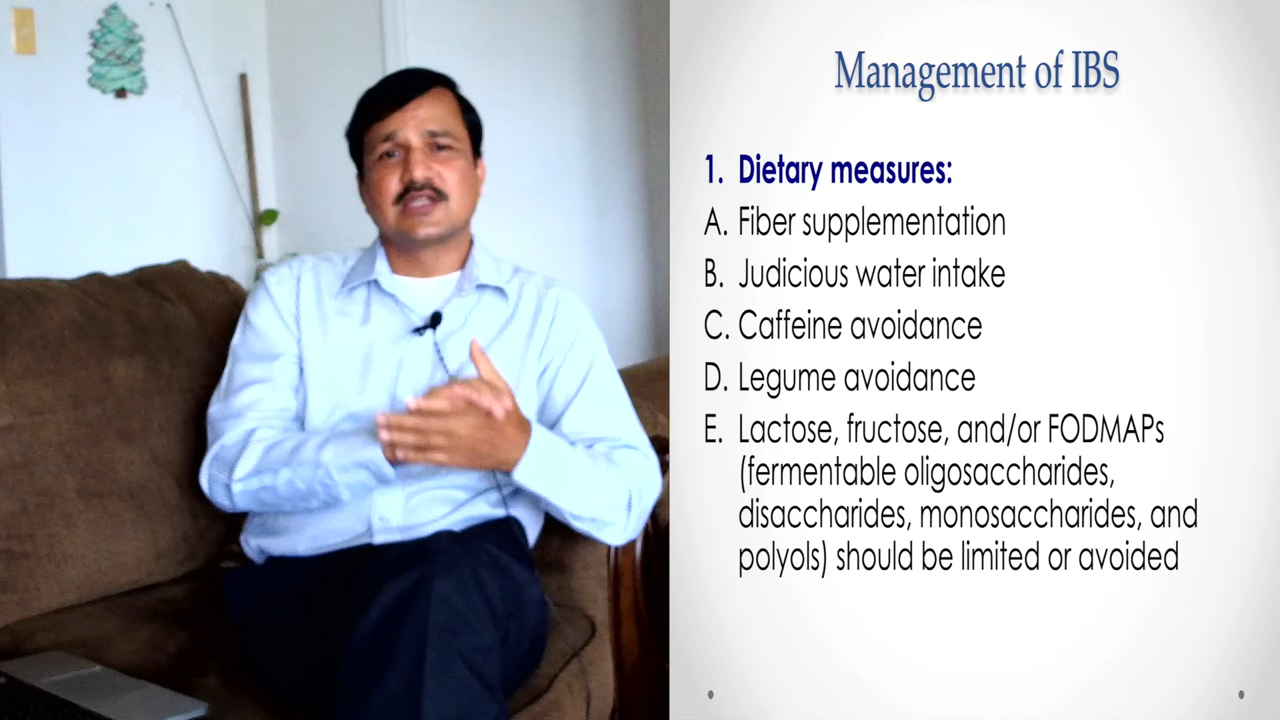 Management of IBS
1. Dietary measures:
A. Fiber supplementation
B. Judicious water intake
C. Caffeine avoidance
D. Legume avoidance
E. Lactose, fructose, and/or FODMAPs
(fermentable oligosaccharides,
disaccharides, monosaccharides, and
polyols) should be limited or avoided